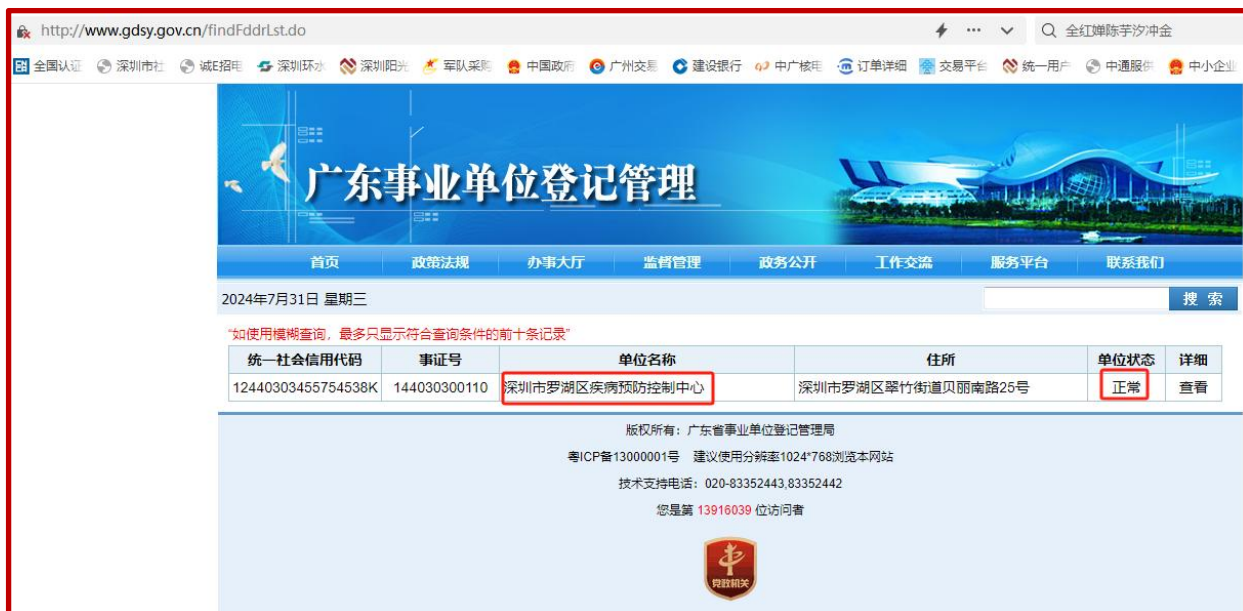 http://www.gdsy.gov.cn/findFddrLst.do
全红婵陈芋汐冲金
全国认证 深圳市社 诚E招电 深圳环水 深圳阳光 军队采购 中国政府 广州交易 建设银行 中广核电 订单详细 交易平台 统一用户 中通服供 中小企业
广东事业单位登记管理
首页 政策法规 办事大厅 监督管理 政务公开 工作交流 服务平台 联系我们
2024年7月31日 星期三 搜 索
"如使用模糊查询，最多只显示符合查询条件的前十条记录"
统一社会信用代码 事证号 单位名称 住所 单位状态 详细
12440303455754538K 144030300110 深圳市罗湖区疾病预防控制中心 深圳市罗湖区翠竹街道贝丽南路25号 正常 查看
版权所有：广东省事业单位登记管理局
粤ICP备13000001号 建议使用分辨率1024*768浏览本网站
技术支持电话：020-83352443,83352442
您是第 13916039 位访问者
党政机关